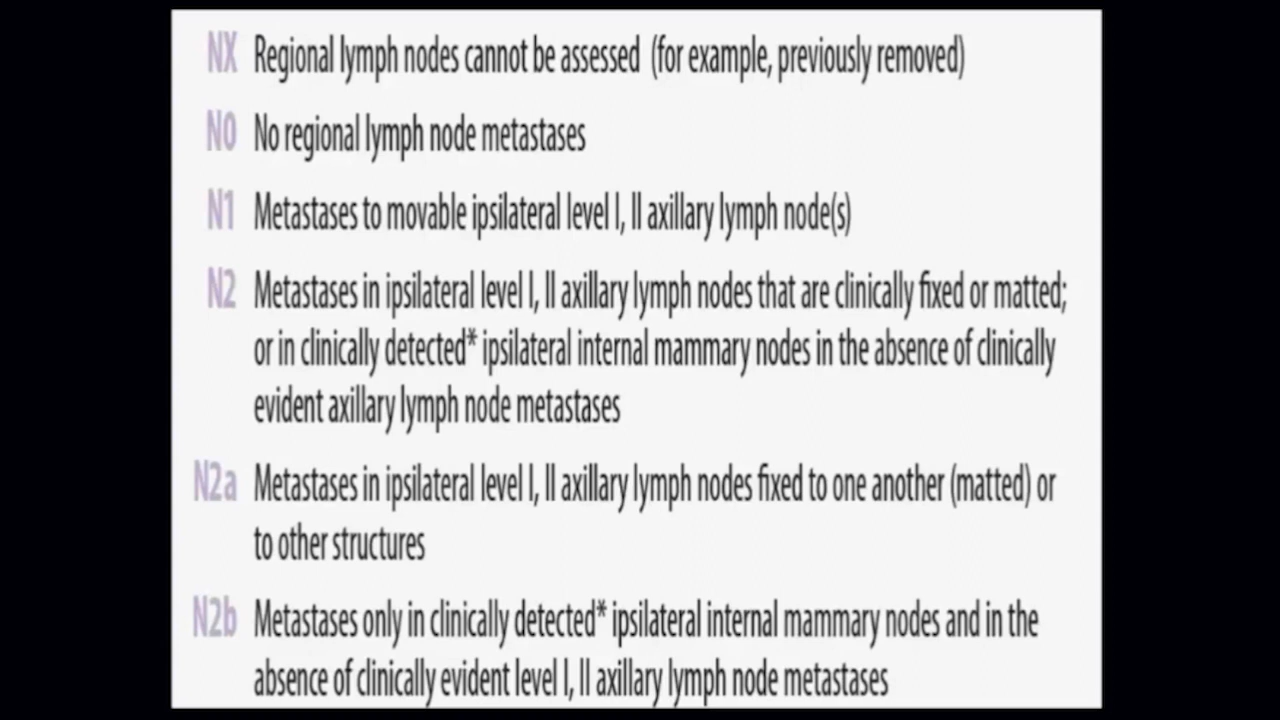 NX Regional lymph nodes cannot be assessed (for example, previously removed)
N0 No regional lymph node metastases
N1 Metastases to movable ipsilateral level I, II axillary lymph node(s)
N2 Metastases in ipsilateral level I, II axillary lymph nodes that are clinically fixed or matted;
or in clinically detected* ipsilateral internal mammary nodes in the absence of clinically
evident axillary lymph node metastases
N2a Metastases in ipsilateral level I, II axillary lymph nodes fixed to one another (matted) or
to other structures
N2b Metastases only in clinically detected* ipsilateral internal mammary nodes and in the
absence of clinically evident level I, II axillary lymph node metastases